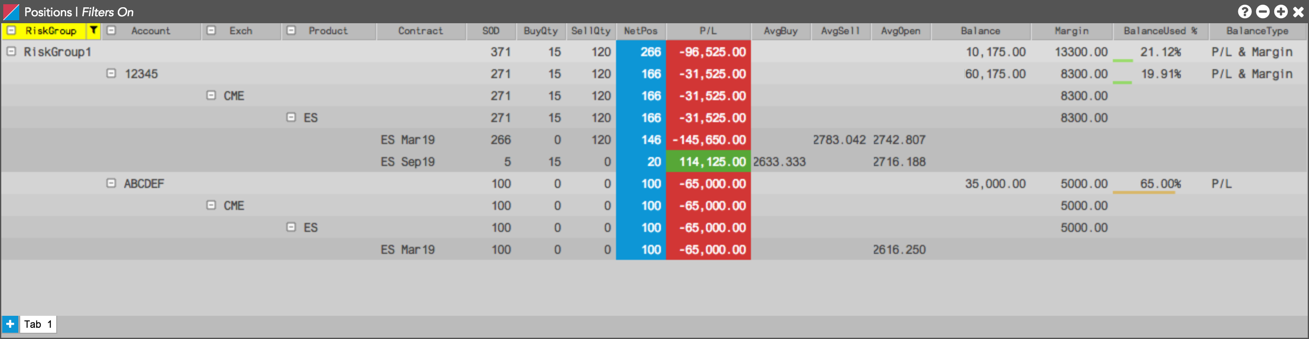 Positions | Filters On
RiskGroup Account Exch Product Contract SOD BuyQty SellQty NetPos P/L AvgBuy AvgSell AvgOpen Balance Margin BalanceUsed % BalanceType
RiskGroup1 371 15 120 266 -96,525.00 10,175.00 13300.00 21.12% P/L & Margin
12345 271 15 120 166 -31,525.00 60,175.00 8300.00 19.91% P/L & Margin
CME 271 15 120 166 -31,525.00 8300.00
ES 271 15 120 166 -31,525.00 8300.00
ES Mar19 266 0 120 146 -145,650.00 2783.042 2742.807
ES Sep19 5 15 0 20 114,125.00 2633.333 2716.188
ABCDEF 100 0 0 100 -65,000.00 35,000.00 5000.00 65.00% P/L
CME 100 0 0 100 -65,000.00 5000.00
ES 100 0 0 100 -65,000.00 5000.00
ES Mar19 100 0 0 100 -65,000.00 2616.250
Tab 1